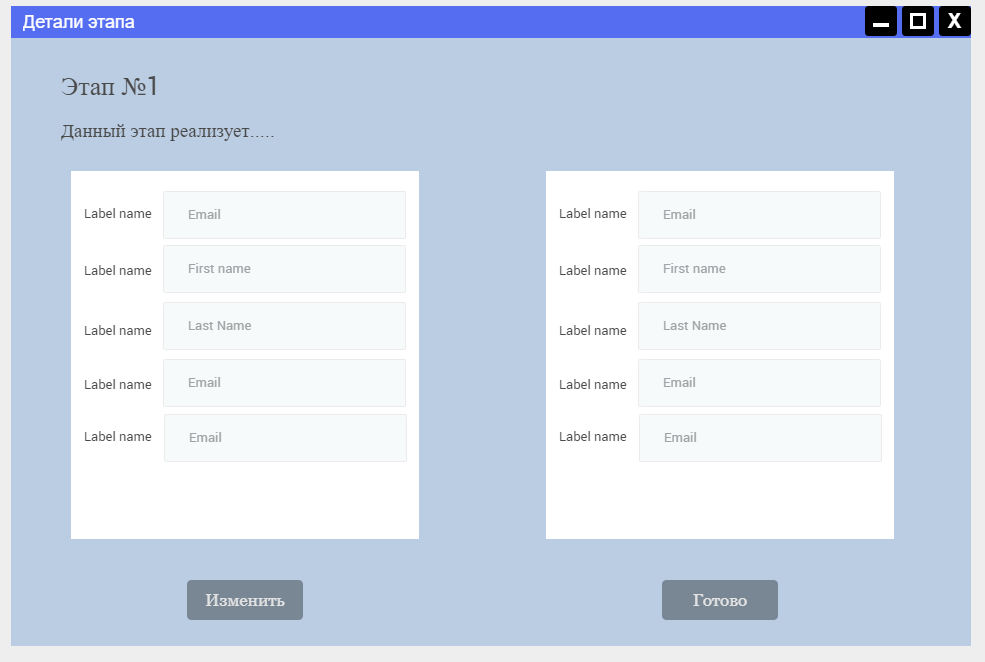 Детали этапа
X
Этап №1
Данный этап реализует.....
Label name Email
Label name First name
Label name Last Name
Label name Email
Label name Email
Label name Email
Label name First name
Label name Last Name
Label name Email
Label name Email
Изменить
Готово